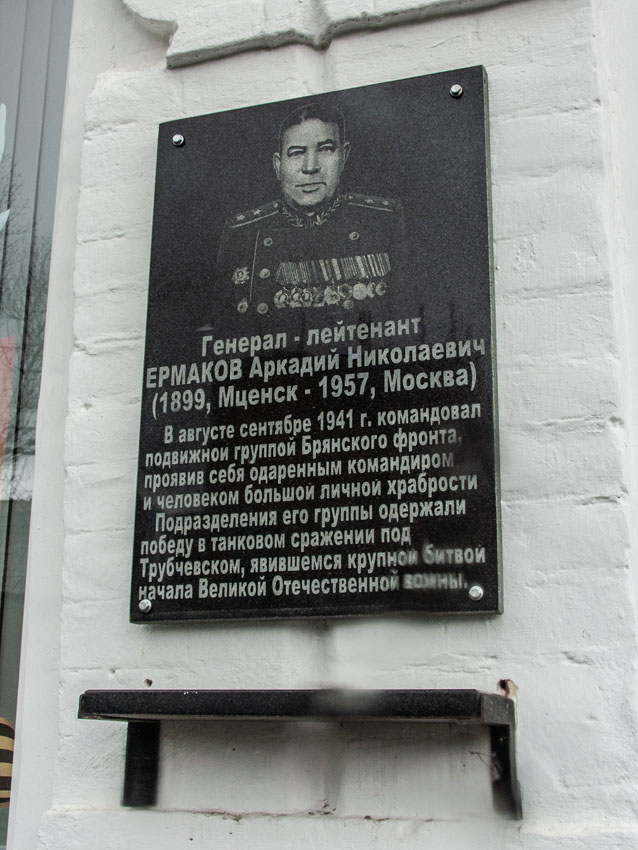 Генерал - лейтенант
ЕРМАКОВ Аркадий Николаевич
(1899, Мценск - 1957, Москва)
В августе сентябре 1941 г. командовал
подвижной группой Брянского фронта,
проявив себя одаренным командиром
и человеком большой личной храбрости
Подразделения его группы одержали
победу в танковом сражении под
Трубчевском, явившемся крупной битвой
начала Великой Отечественной войны.